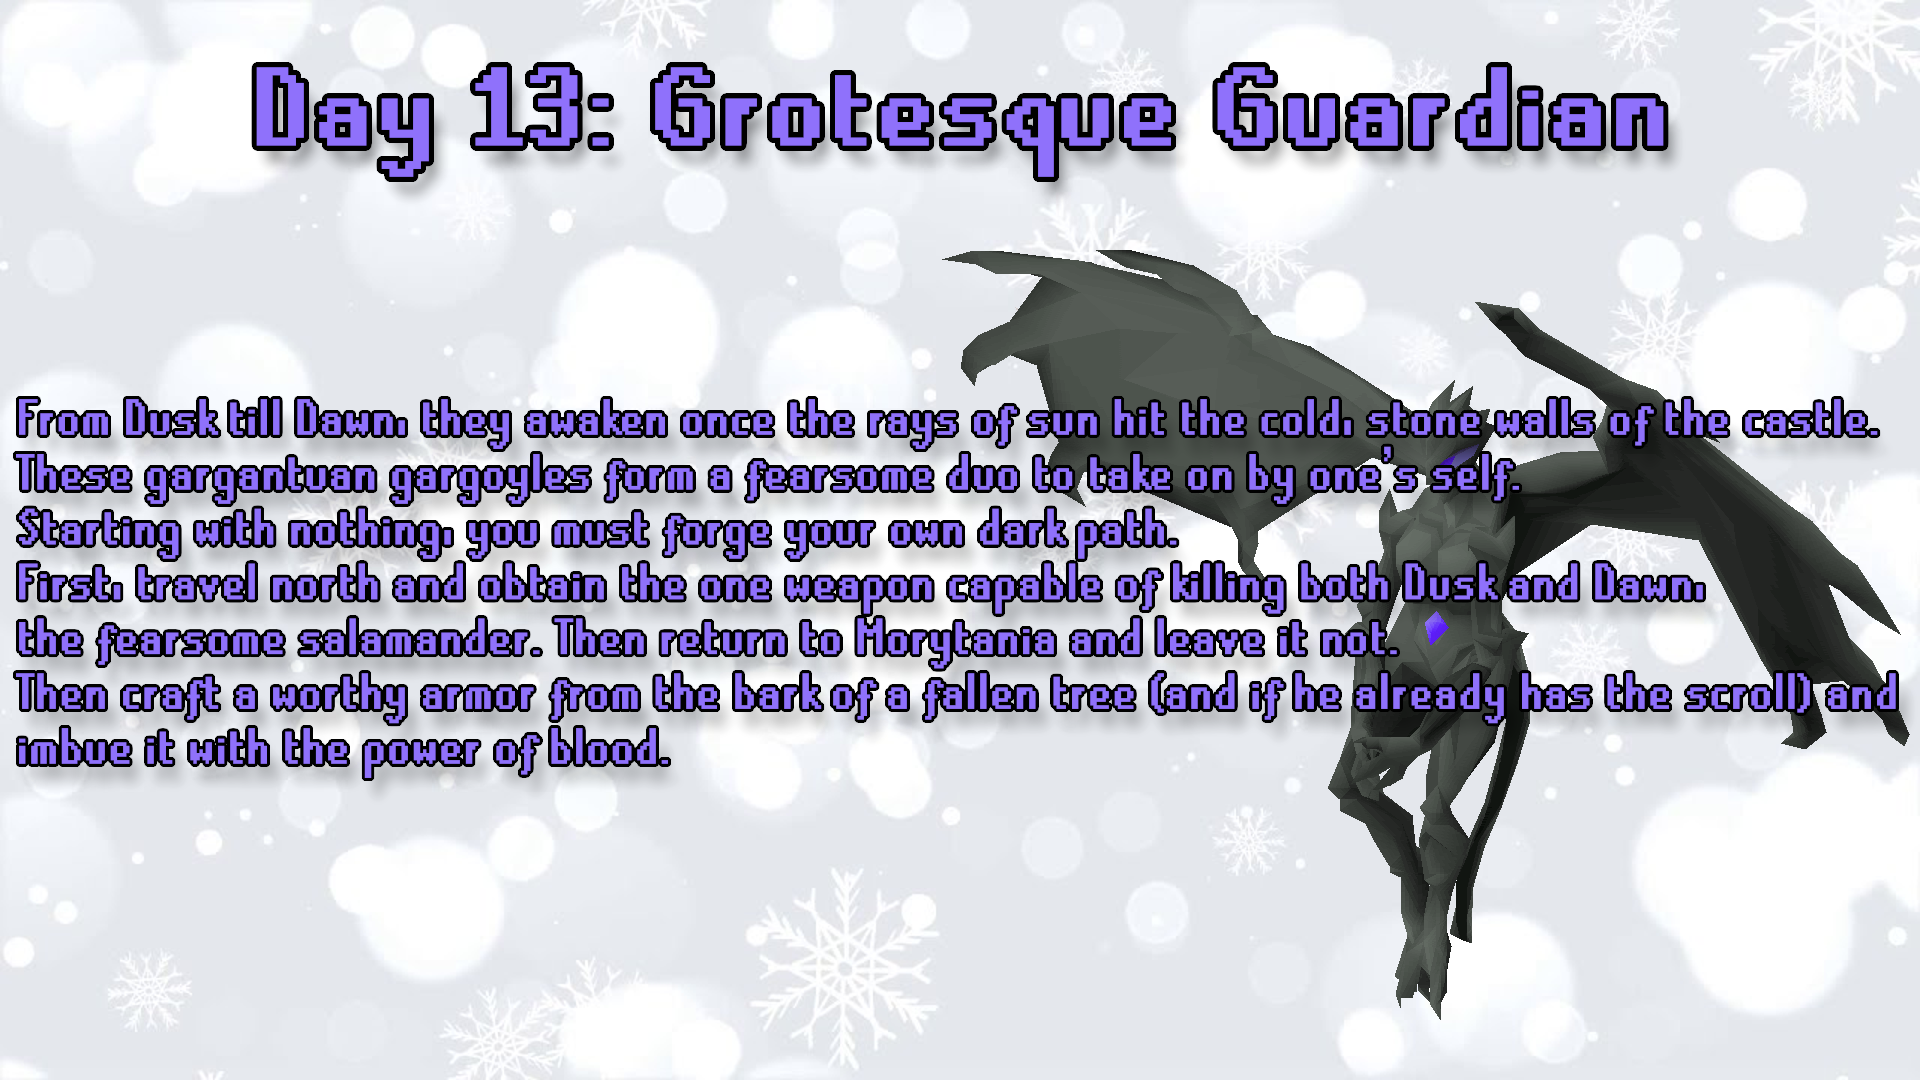 Day 13: Grotesque Guardian
From Dusk till Dawn, they awaken once the rays of sun hit the cold, stone walls of the castle.
These gargantuan gargoyles form a fearsome duo to take on by one's self.
Starting with nothing, you must forge your own dark path.
First, travel north and obtain the one weapon capable of killing both Dusk and Dawn,
the fearsome salamander. Then return to Morytania and leave it not.
Then craft a worthy armor from the bark of a fallen tree (and if he already has the scroll) and
imbue it with the power of blood.